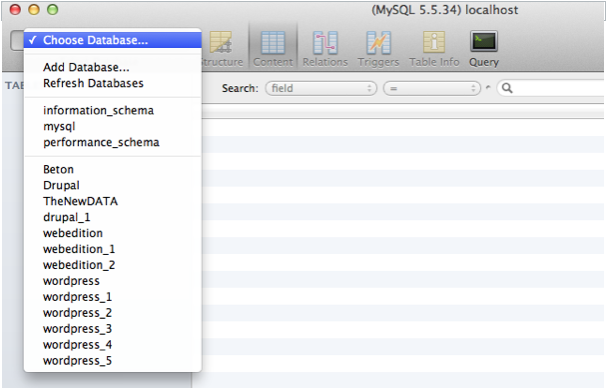 (MySQL 5.5.34) localhost
✓ Choose Database...
Add Database...
Refresh Databases
information_schema
mysql
performance_schema
Beton
Drupal
TheNewDATA
drupal_1
webedition
webedition_1
webedition_2
wordpress
wordpress_1
wordpress_2
wordpress_3
wordpress_4
wordpress_5
Structure Content Relations Triggers Table Info Query
TAB
Search: field =